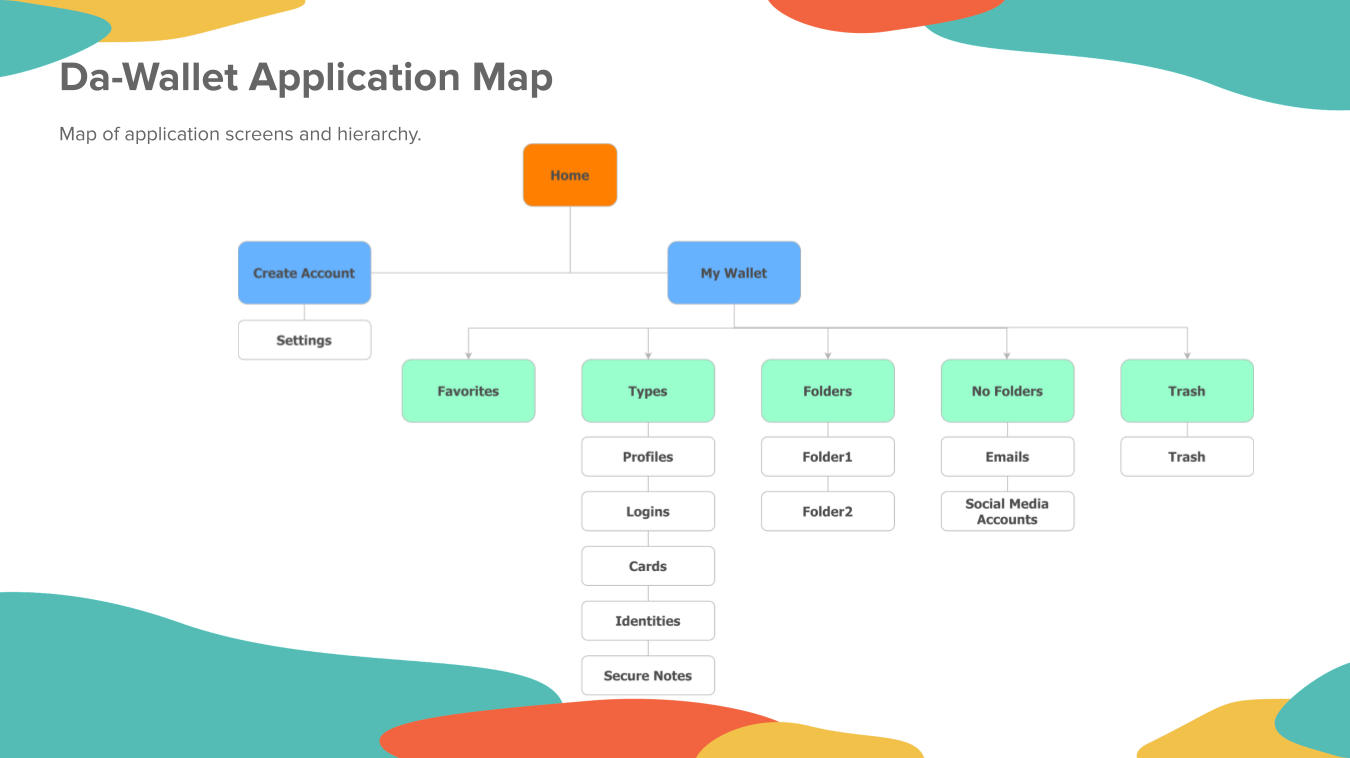 Da-Wallet Application Map
Map of application screens and hierarchy.
Home
Create Account
My Wallet
Settings
Favorites
Types
Folders
No Folders
Trash
Profiles
Folder1
Emails
Trash
Logins
Folder2
Social Media
Accounts
Cards
Identities
Secure Notes